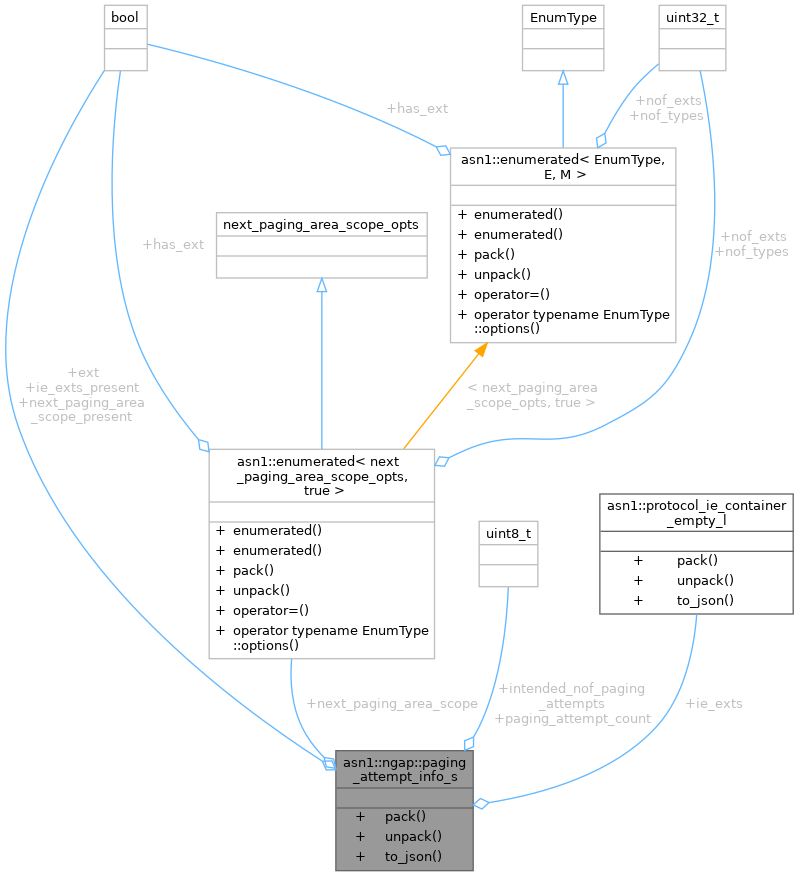 bool
EnumType
uint32_t
+has_ext
+nof_exts
+nof_types
asn1::enumerated< EnumType,
E, M >
+ enumerated()
+ enumerated()
+ pack()
+ unpack()
+ operator=()
+ operator typename EnumType
::options()
next_paging_area_scope_opts
+has_ext
+nof_exts
+nof_types
+ext
+ie_exts_present
+next_paging_area
_scope_present
< next_paging_area
_scope_opts, true >
asn1::enumerated< next
_paging_area_scope_opts,
true >
+ enumerated()
+ enumerated()
+ pack()
+ unpack()
+ operator=()
+ operator typename EnumType
::options()
uint8_t
asn1::protocol_ie_container
_empty_l
+ pack()
+ unpack()
+ to_json()
+next_paging_area_scope
+intended_nof_paging
_attempts
+paging_attempt_count
+ie_exts
asn1::ngap::paging
_attempt_info_s
+ pack()
+ unpack()
+ to_json()